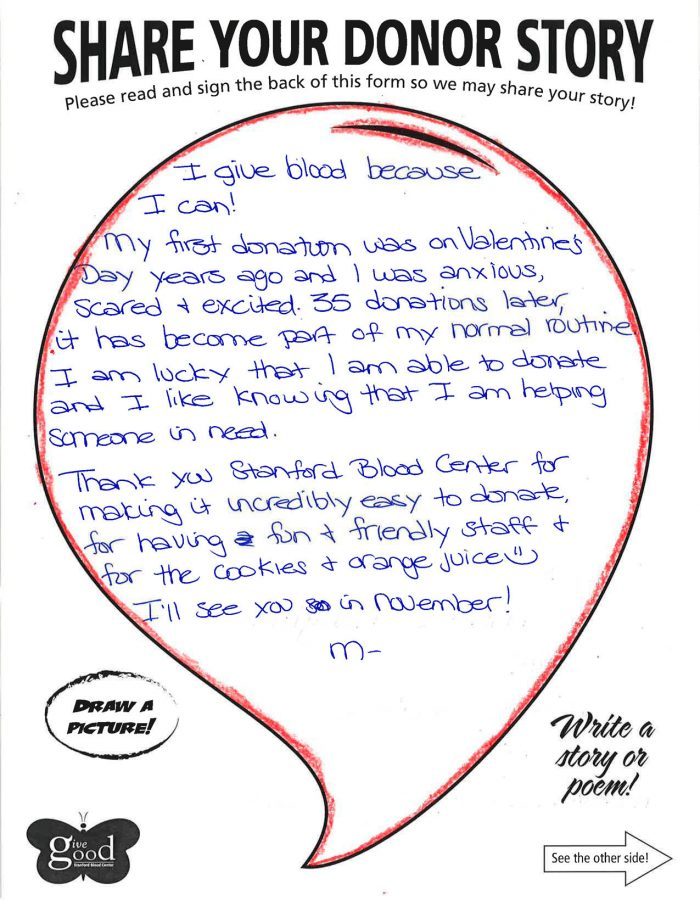 SHARE YOUR DONOR STORY
Please read and sign the back of this form so we may share your story!
I give blood because
I can!
My first donation was on Valentine's
Day years ago and I was anxious,
scared & excited. 35 donations later,
it has become part of my normal routine
I am lucky that I am able to donate
and I like knowing that I am helping
someone in need.
Thank you Stanford Blood Center for
making it incredibly easy to donate,
for having fun & friendly staff &
for the cookies & orange juice
I'll see you in November!
M-
DRAW A
PICTURE!
Write a
story or
poem!
give
good
Stanford Blood Center
See the other side!